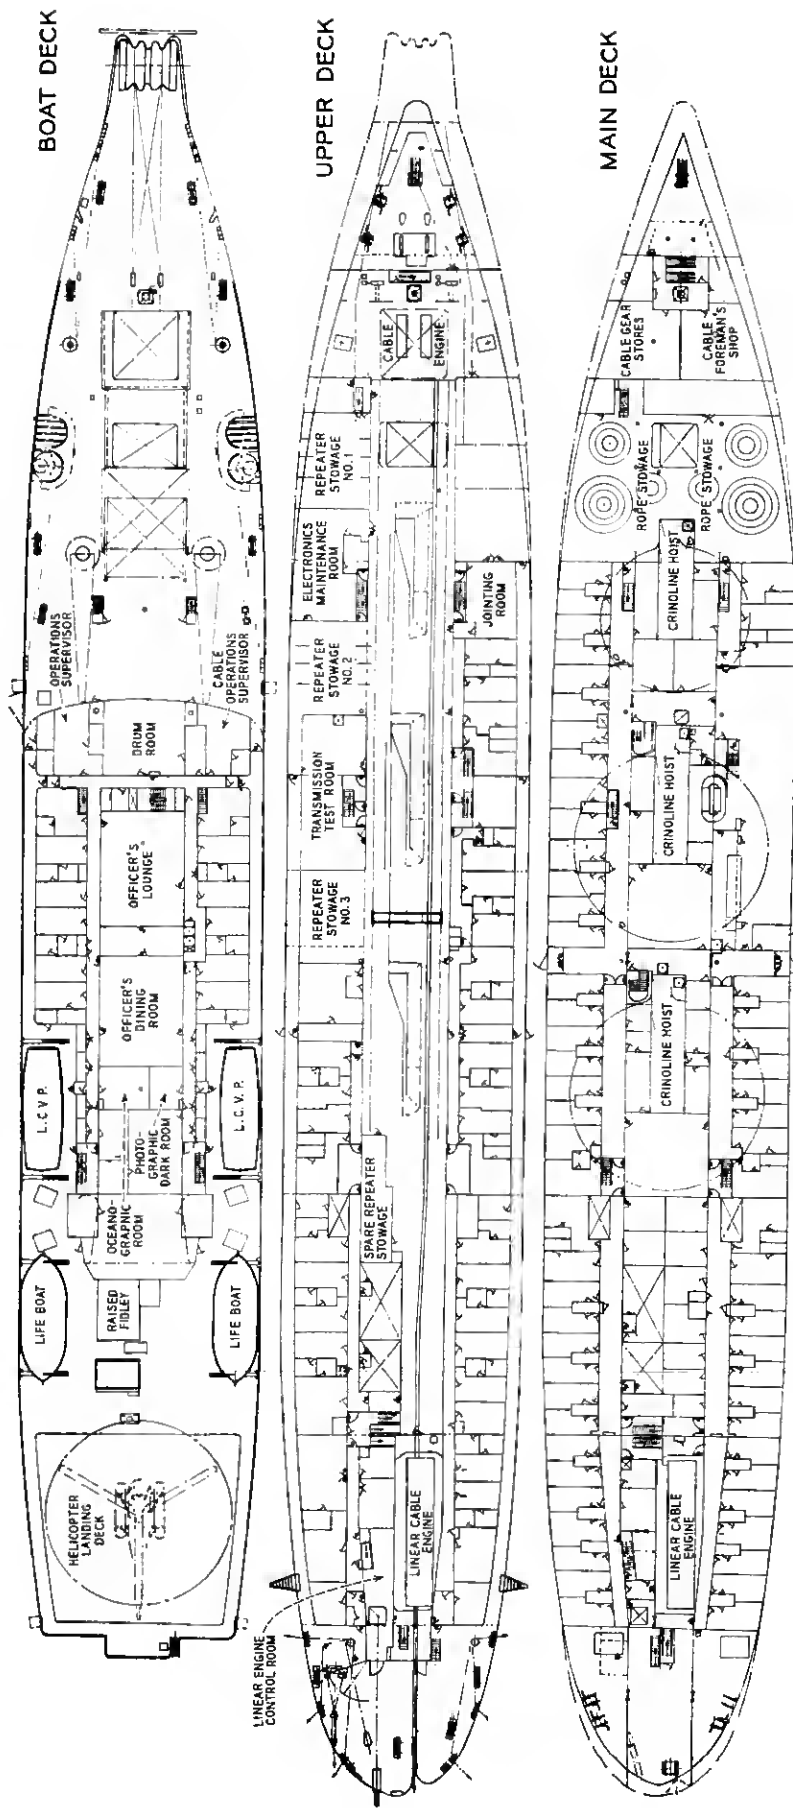 BOAT DECK
OPERATIONS
SUPERVISOR
CABLE
OPERATIONS
SUPERVISOR
DRUM
ROOM
OFFICER'S
LOUNGE
OFFICER'S
DINING
ROOM
L.C.V.P.
L.C.V.P.
PHOTO-
GRAPHIC
DARK ROOM
OCEANO-
GRAPHIC
ROOM
RAISED
FIDLEY
LIFE BOAT
LIFE BOAT
HELICOPTER
LANDING
DECK
UPPER DECK
CABLE
ENGINE
REPEATER
STOWAGE
NO. 1
ELECTRONICS
MAINTENANCE
ROOM
JOINTING
ROOM
REPEATER
STOWAGE
NO. 2
TRANSMISSION
TEST ROOM
REPEATER
STOWAGE
NO. 3
SPARE REPEATER
STOWAGE
LINEAR CABLE
ENGINE
LINEAR ENGINE
CONTROL ROOM
MAIN DECK
CABLE GEAR
STORES
CABLE
FOREMAN'S
SHOP
ROPE STOWAGE
ROPE STOWAGE
CRINOLINE HOIST
CRINOLINE HOIST
CRINOLINE HOIST
LINEAR CABLE
ENGINE